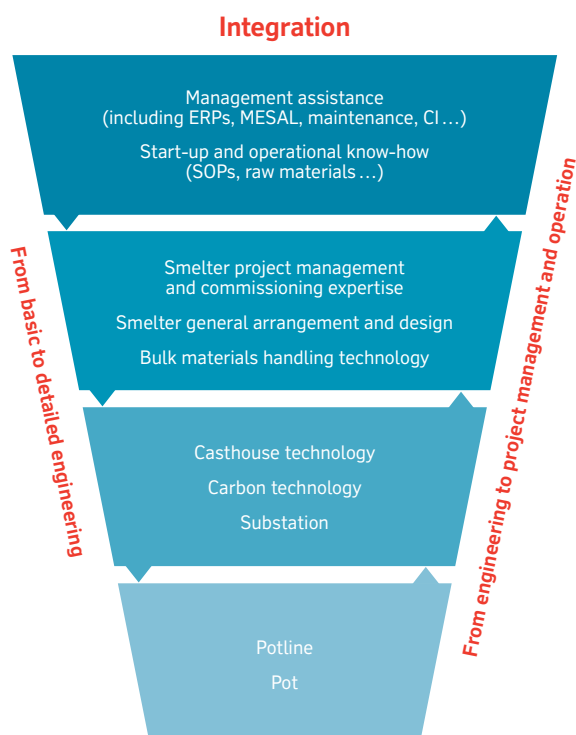 Integration
Management assistance
(including ERPs, MESAL, maintenance, CI…)
Start-up and operational know-how
(SOPs, raw materials…)
Smelter project management
and commissioning expertise
Smelter general arrangement and design
Bulk materials handling technology
Casthouse technology
Carbon technology
Substation
Potline
Pot
From basic to detailed engineering
From engineering to project management and operation